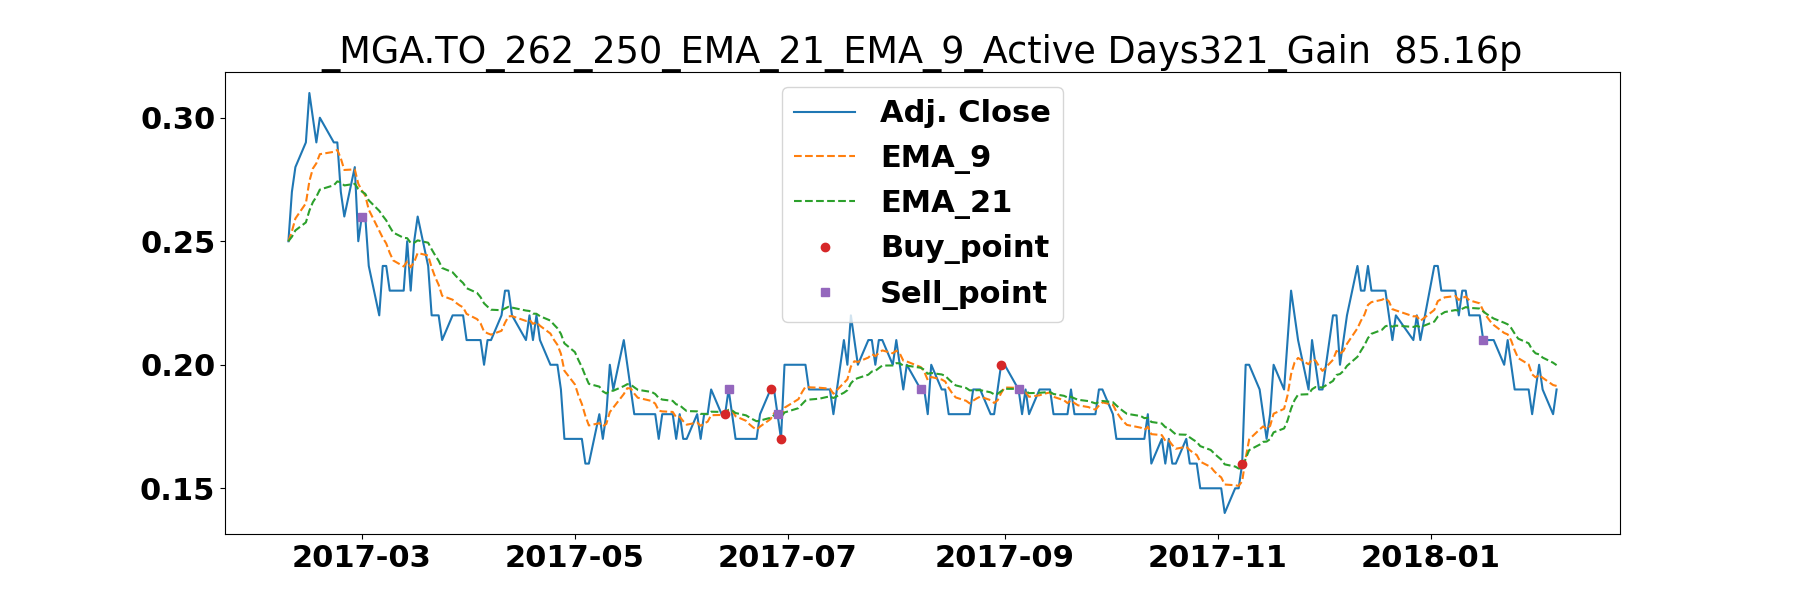 _MGA.TO_262_250_EMA_21_EMA_9_Active Days321_Gain  85.16p
Adj. Close
EMA_9
EMA_21
Buy_point
Sell_point
0.30
0.25
0.20
0.15
2017-03 2017-05 2017-07 2017-09 2017-11 2018-01